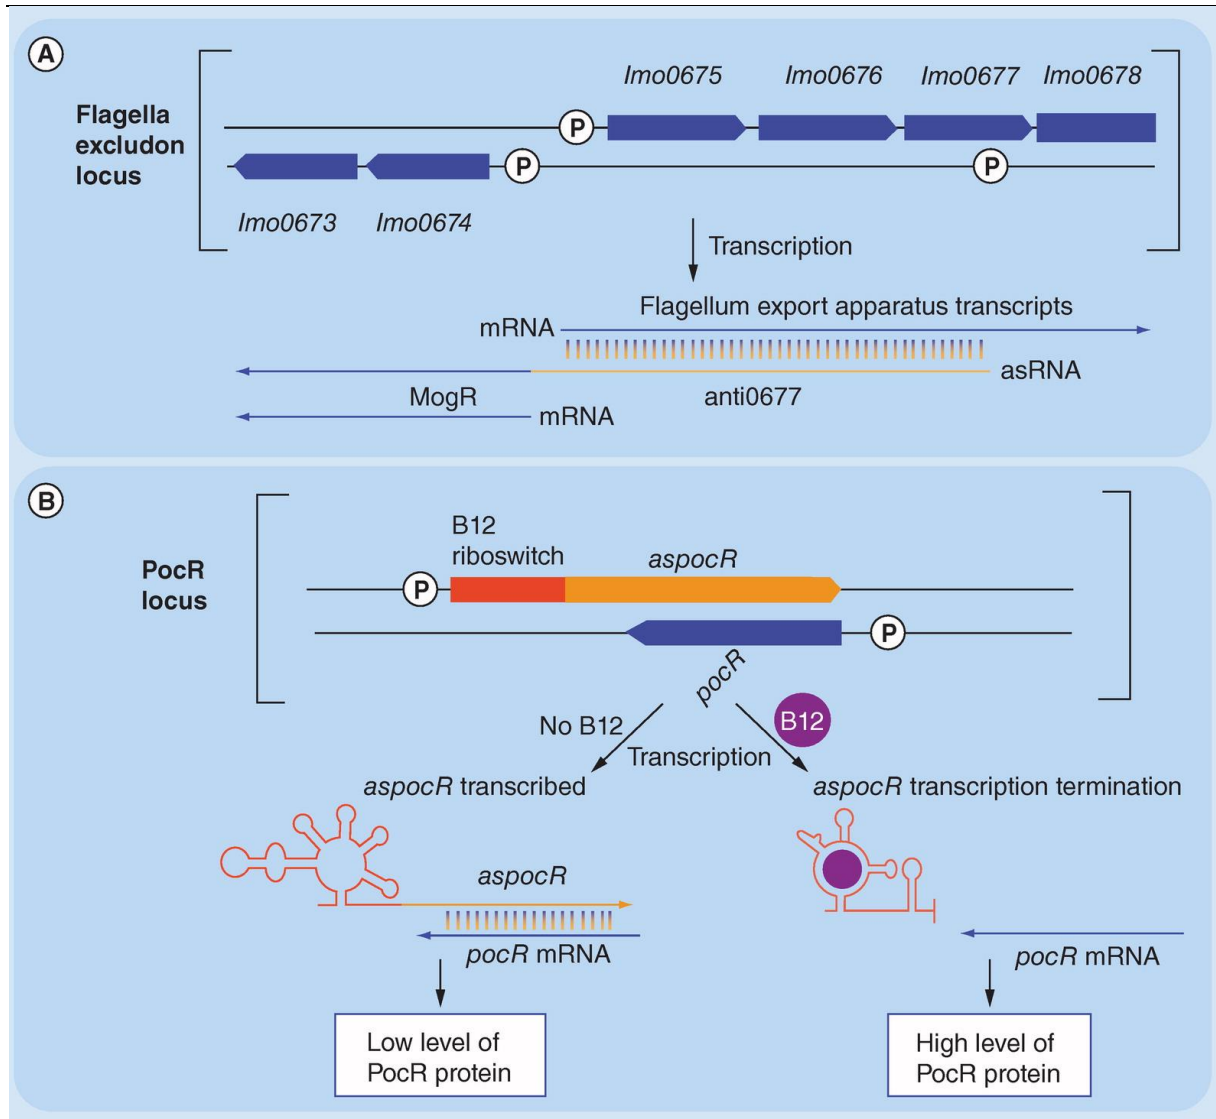 A
Flagella
excludon
locus
lmo0675
lmo0676
lmo0677
lmo0678
P
P
P
lmo0673
lmo0674
Transcription
Flagellum export apparatus transcripts
mRNA
asRNA
MogR
anti0677
mRNA
B
PocR
locus
B12
riboswitch
aspocR
P
P
pocR
No B12
B12
Transcription
aspocR transcribed
aspocR transcription termination
aspocR
pocR mRNA
pocR mRNA
Low level of
PocR protein
High level of
PocR protein